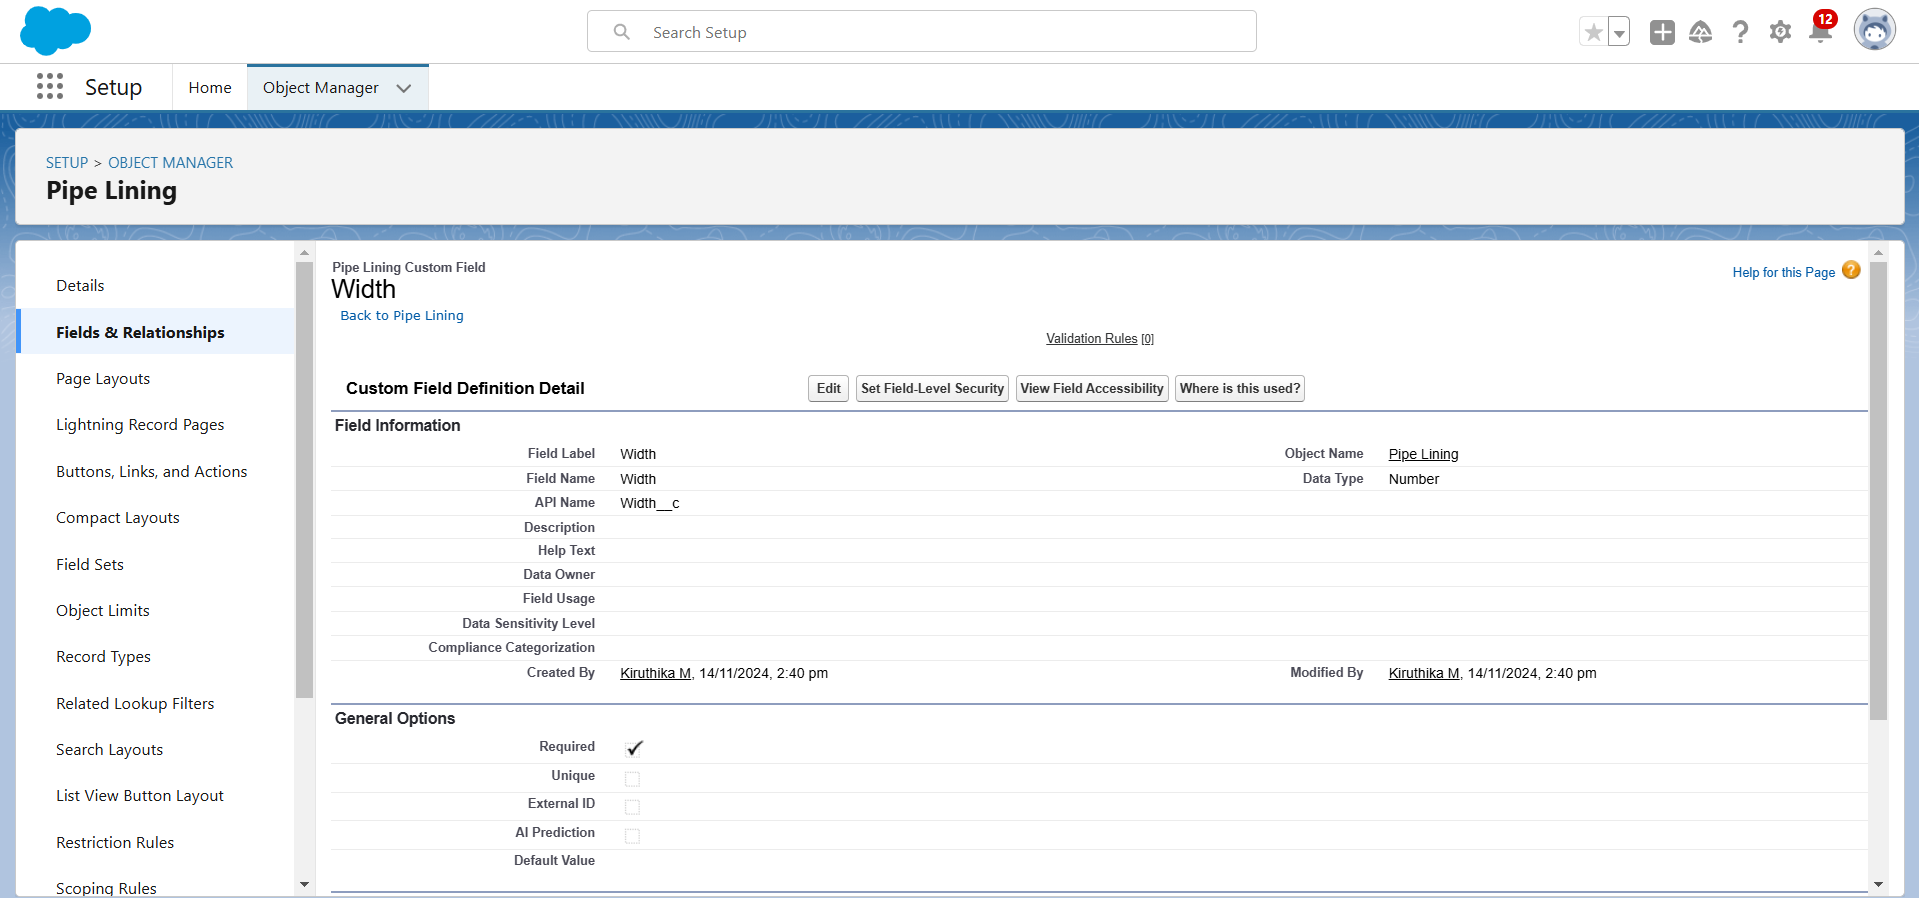 Search Setup
12
Setup
Home
Object Manager
SETUP > OBJECT MANAGER
Pipe Lining
Details
Fields & Relationships
Page Layouts
Lightning Record Pages
Buttons, Links, and Actions
Compact Layouts
Field Sets
Object Limits
Record Types
Related Lookup Filters
Search Layouts
List View Button Layout
Restriction Rules
Scoping Rules
Pipe Lining Custom Field
Width
Back to Pipe Lining
Help for this Page ?
Validation Rules [0]
Custom Field Definition Detail
Edit
Set Field-Level Security
View Field Accessibility
Where is this used?
Field Information
Field Label Width Object Name Pipe Lining
Field Name Width Data Type Number
API Name Width__c
Description
Help Text
Data Owner
Field Usage
Data Sensitivity Level
Compliance Categorization
Created By Kiruthika M, 14/11/2024, 2:40 pm Modified By Kiruthika M, 14/11/2024, 2:40 pm
General Options
Required
Unique
External ID
AI Prediction
Default Value